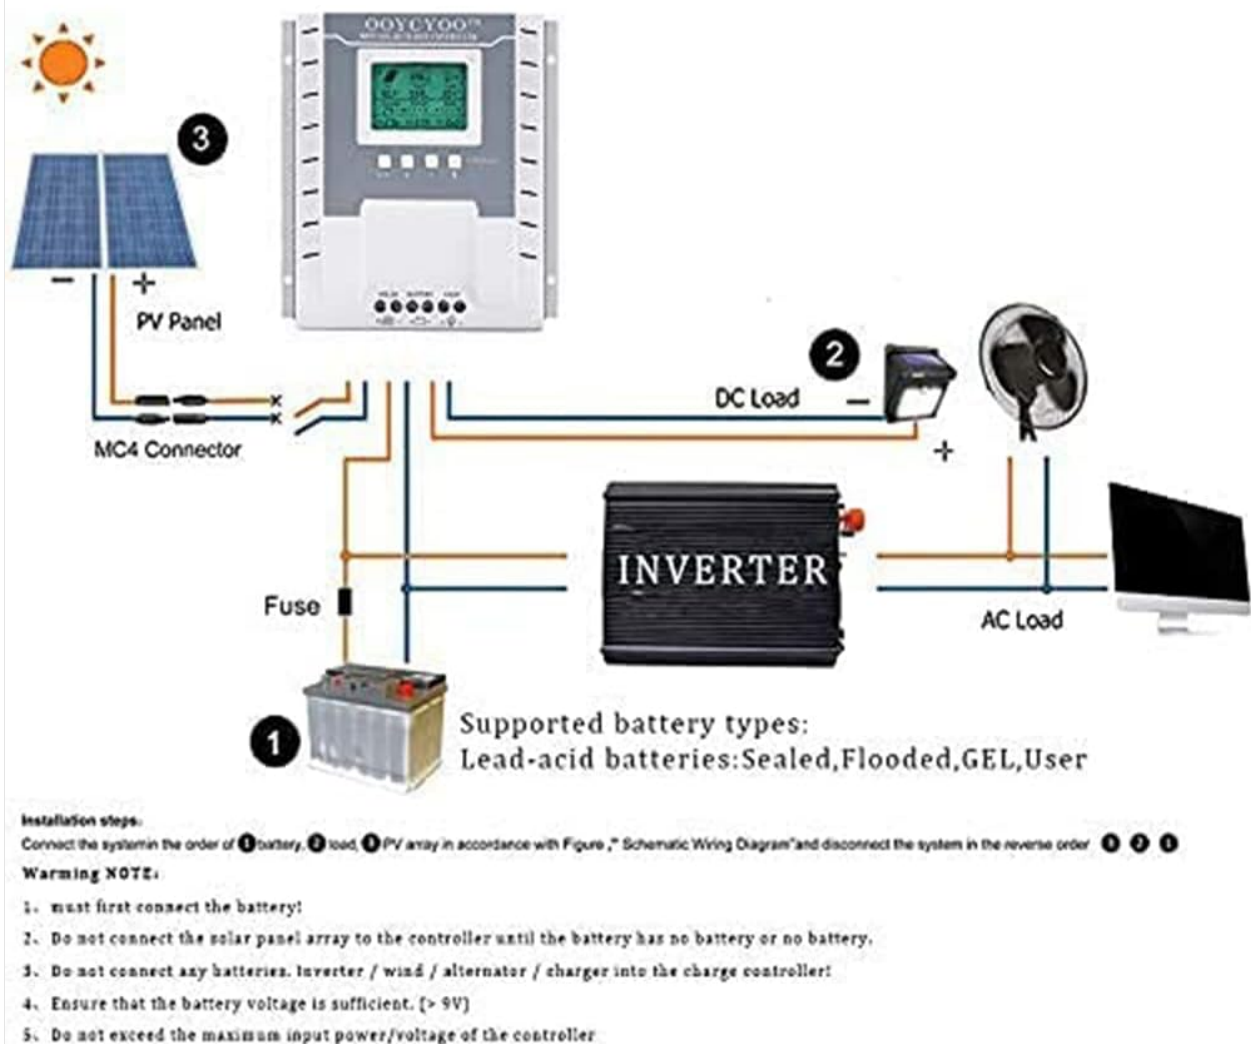 OOYCYOO™
3
PV Panel
MC4 Connector
2
DC Load
INVERTER
Fuse
AC Load
1
Supported battery types:
Lead-acid batteries:Sealed,Flooded,GEL,User
Installation steps:
Connect the systemin the order of 1 battery, 2 load, 3 PV array in accordance with Figure ," Schematic Wiring Diagram"and disconnect the system in the reverse order
Warming NOTE:
1. must first connect the battery!
2. Do not connect the solar panel array to the controller until the battery has no battery or no battery.
3. Do not connect any batteries. Inverter / wind / alternator / charger into the charge controller!
4. Ensure that the battery voltage is sufficient. (> 9V)
5. Do not exceed the maximum input power/voltage of the controller